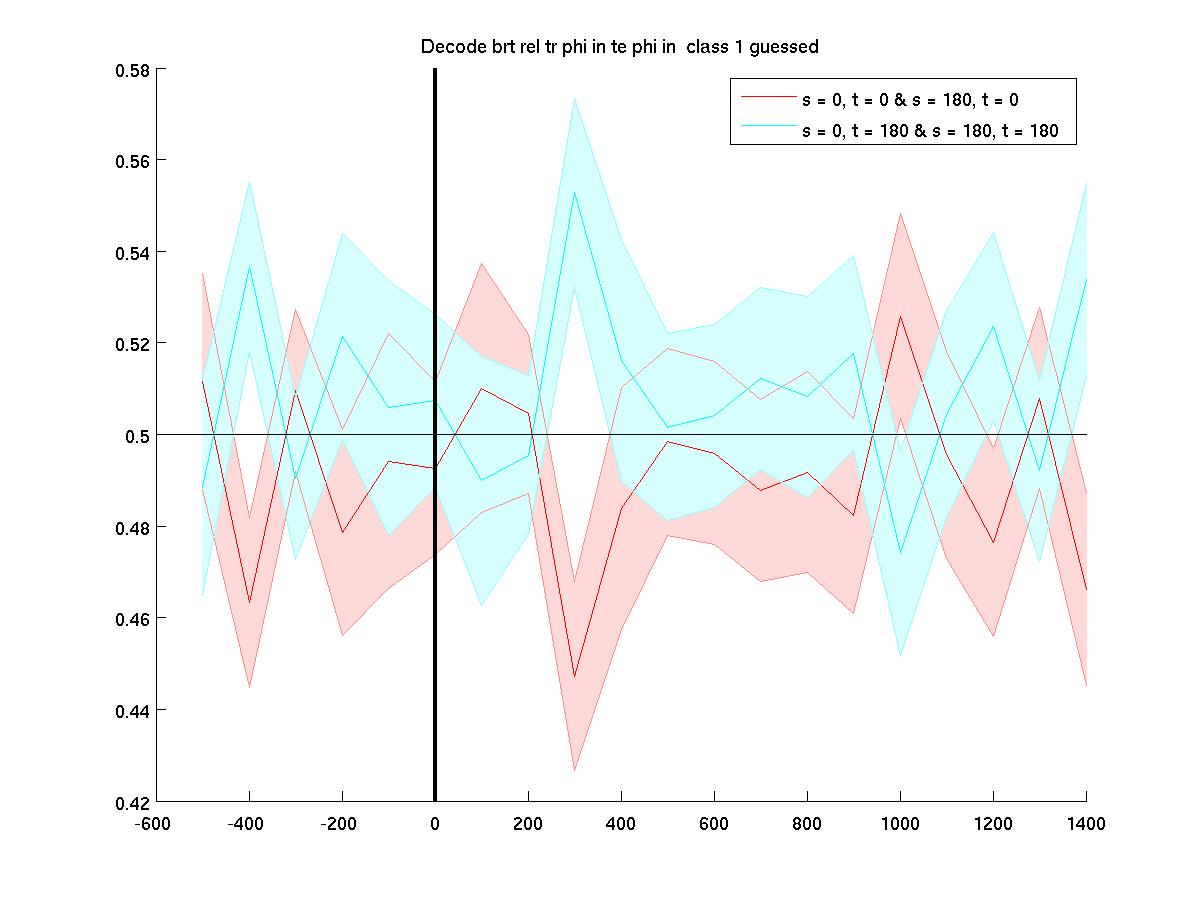 Decode brt rel tr phi in te phi in  class 1 guessed
s = 0, t = 0 & s = 180, t = 0
s = 0, t = 180 & s = 180, t = 180
0.58
0.56
0.54
0.52
0.5
0.48
0.46
0.44
0.42
-600 -400 -200 0 200 400 600 800 1000 1200 1400